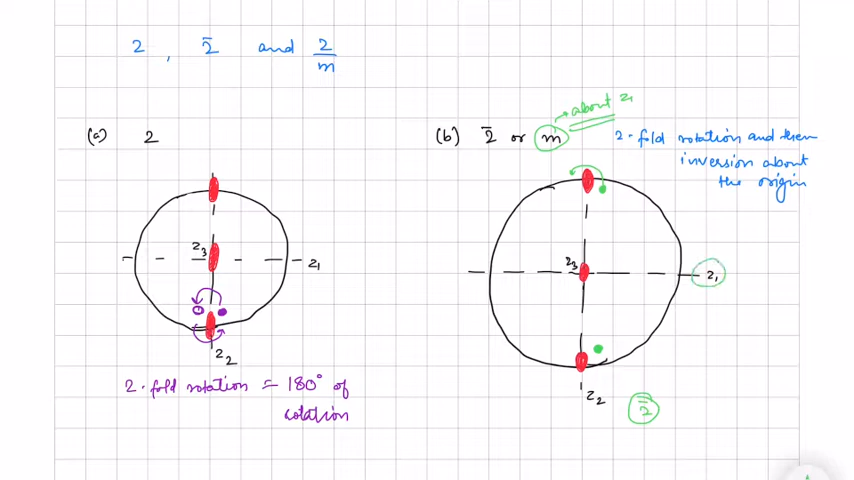 2 , 2̅ and 2/m
(a) 2
(b) 2̅ or m
about z₁
2-fold rotation and then
inversion about
the origin
z₃
z₁
z₂
2-fold rotation = 180° of
rotation
z₃
z₁
z₂
2̅